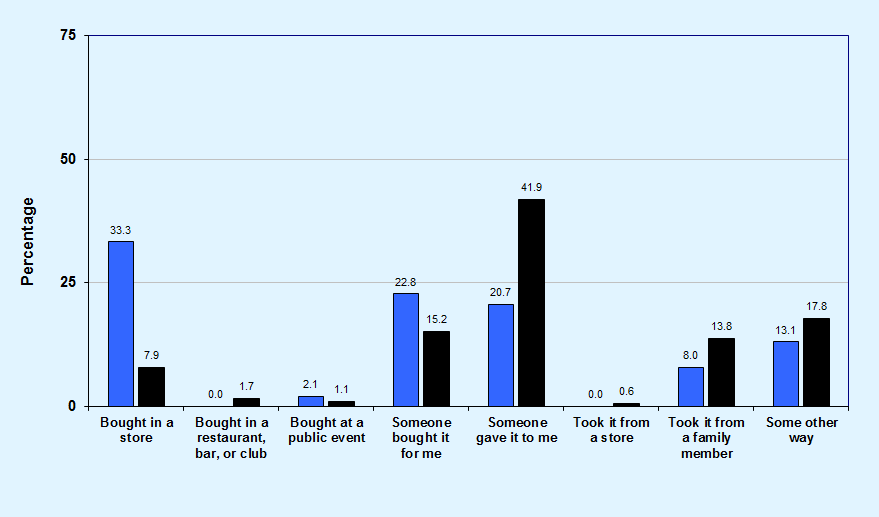 75
50
25
0
Percentage
33.3
7.9
0.0
1.7
2.1
1.1
22.8
15.2
20.7
41.9
0.0
0.6
8.0
13.8
13.1
17.8
Bought in a
store
Bought in a
restaurant,
bar, or club
Bought at a
public event
Someone
bought it
for me
Someone
gave it to me
Took it from
a store
Took it from
a family
member
Some other
way